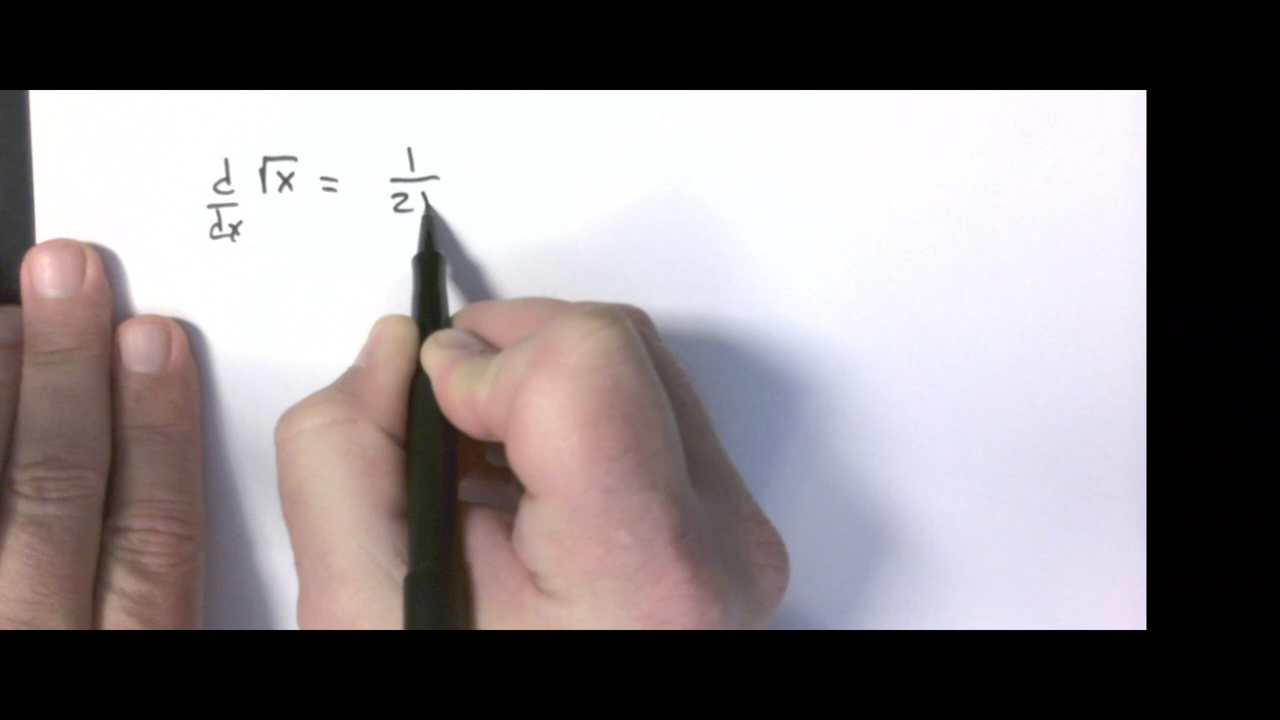 d/dx √x = 1/2